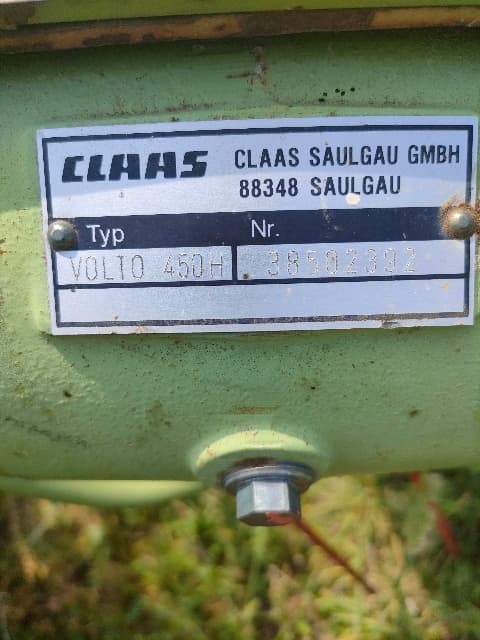 CLAAS CLAAS SAULGAU GMBH
88348 SAULGAU
Typ Nr.
VOLTO 450H 38502392